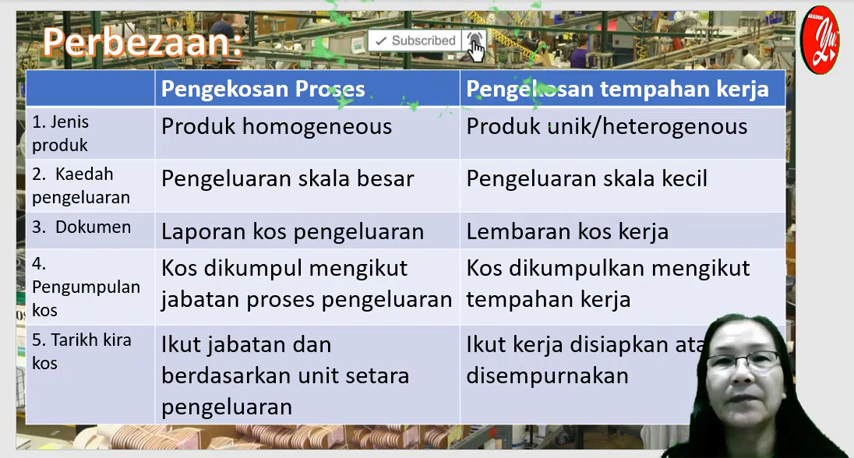 Perbezaan:
Subscribed
Pengekosan Proses
Pengekosan tempahan kerja
1. Jenis
produk
Produk homogeneous
Produk unik/heterogenous
2. Kaedah
pengeluaran
Pengeluaran skala besar
Pengeluaran skala kecil
3. Dokumen
Laporan kos pengeluaran
Lembaran kos kerja
4.
Pengumpulan
kos
Kos dikumpul mengikut
jabatan proses pengeluaran
Kos dikumpulkan mengikut
tempahan kerja
5. Tarikh kira
kos
Ikut jabatan dan
berdasarkan unit setara
pengeluaran
Ikut kerja disiapkan
disempurnakan